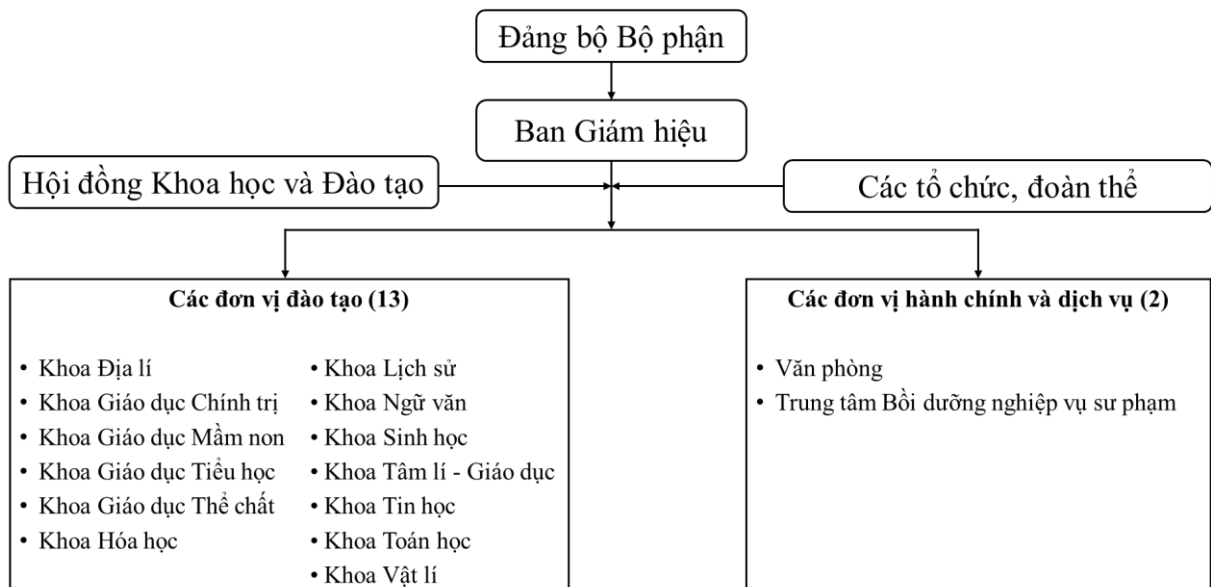 Đảng bộ Bộ phận
Ban Giám hiệu
Hội đồng Khoa học và Đào tạo
Các tổ chức, đoàn thể
Các đơn vị đào tạo (13)
• Khoa Địa lí
• Khoa Giáo dục Chính trị
• Khoa Giáo dục Mầm non
• Khoa Giáo dục Tiểu học
• Khoa Giáo dục Thể chất
• Khoa Hóa học
• Khoa Lịch sử
• Khoa Ngữ văn
• Khoa Sinh học
• Khoa Tâm lí - Giáo dục
• Khoa Tin học
• Khoa Toán học
• Khoa Vật lí
Các đơn vị hành chính và dịch vụ (2)
• Văn phòng
• Trung tâm Bồi dưỡng nghiệp vụ sư phạm